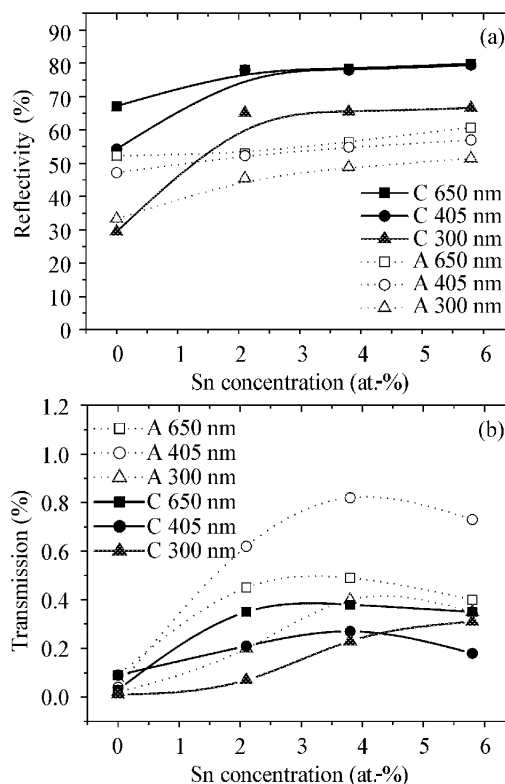 (a)
90
80
70
60
50
40
30
20
10
0
Reflectivity (%)
C 650 nm
C 405 nm
C 300 nm
A 650 nm
A 405 nm
A 300 nm
0 1 2 3 4 5 6
Sn concentration (at.-%)
(b)
1.2
1.0
0.8
0.6
0.4
0.2
0.0
Transmission (%)
A 650 nm
A 405 nm
A 300 nm
C 650 nm
C 405 nm
C 300 nm
0 1 2 3 4 5 6
Sn concentration (at.-%)